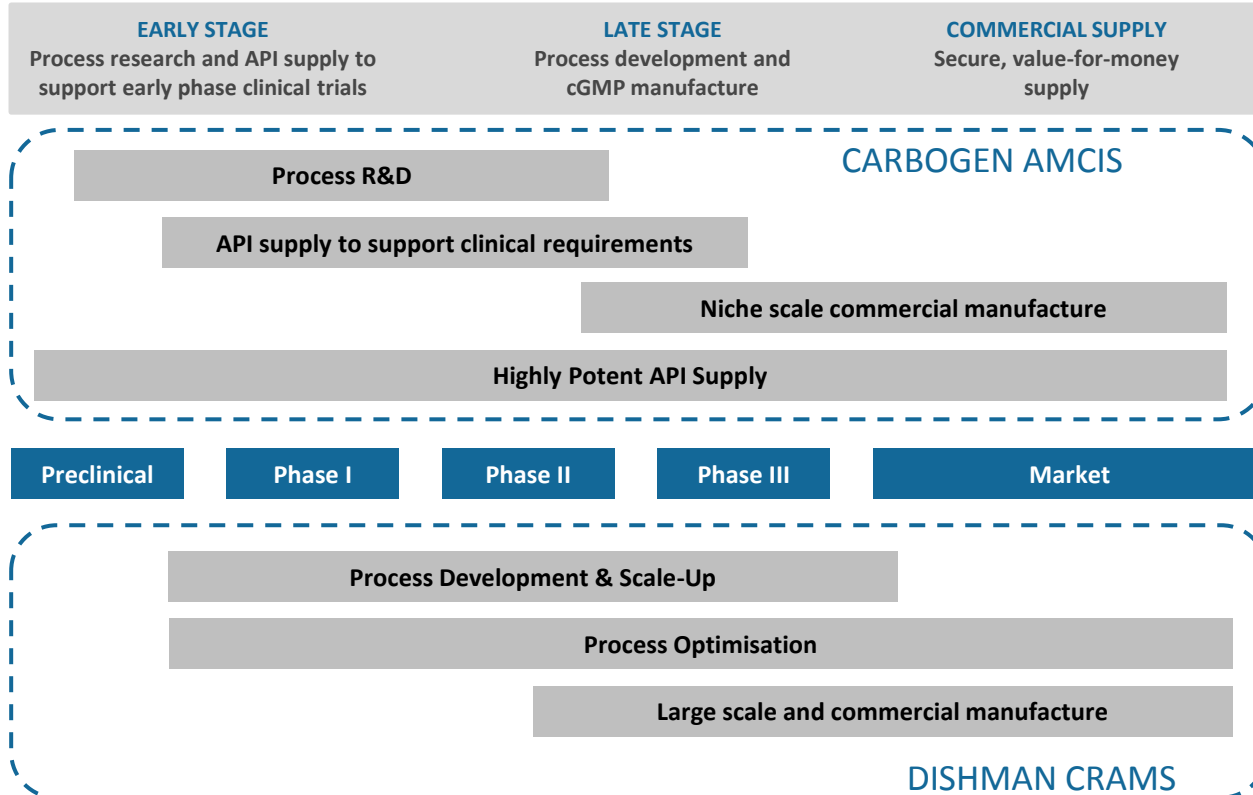 EARLY STAGE
Process research and API supply to
support early phase clinical trials
LATE STAGE
Process development and
cGMP manufacture
COMMERCIAL SUPPLY
Secure, value-for-money
supply
CARBOGEN AMCIS
Process R&D
API supply to support clinical requirements
Niche scale commercial manufacture
Highly Potent API Supply
Preclinical
Phase I
Phase II
Phase III
Market
Process Development & Scale-Up
Process Optimisation
Large scale and commercial manufacture
DISHMAN CRAMS